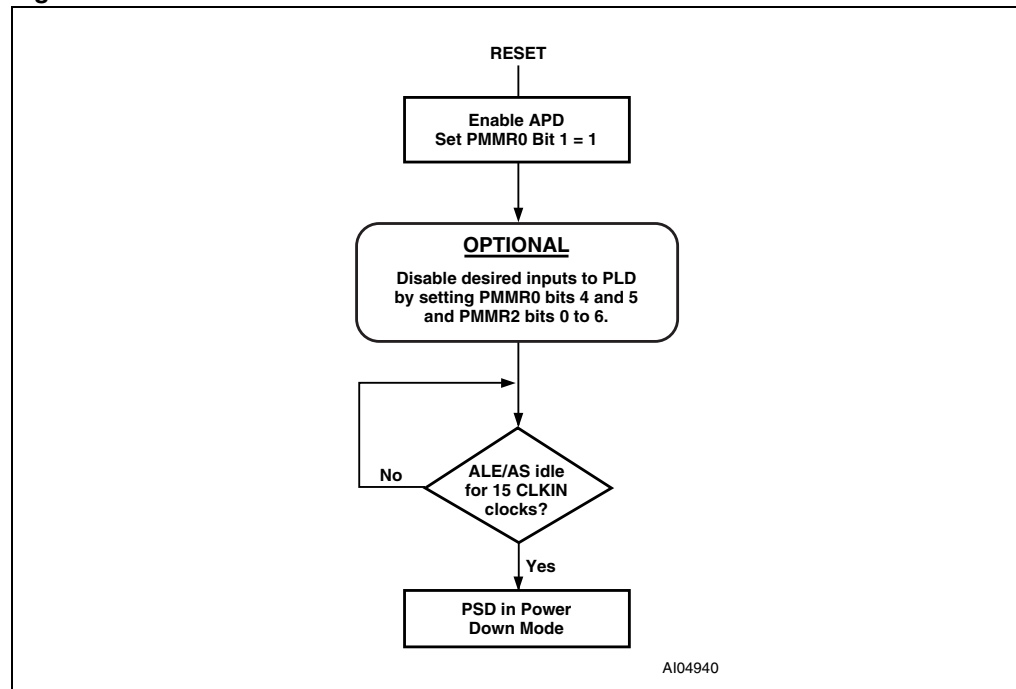 RESET
Enable APD
Set PMMR0 Bit 1 = 1
OPTIONAL
Disable desired inputs to PLD
by setting PMMR0 bits 4 and 5
and PMMR2 bits 0 to 6.
No
ALE/AS idle
for 15 CLKIN
clocks?
Yes
PSD in Power
Down Mode
AI04940